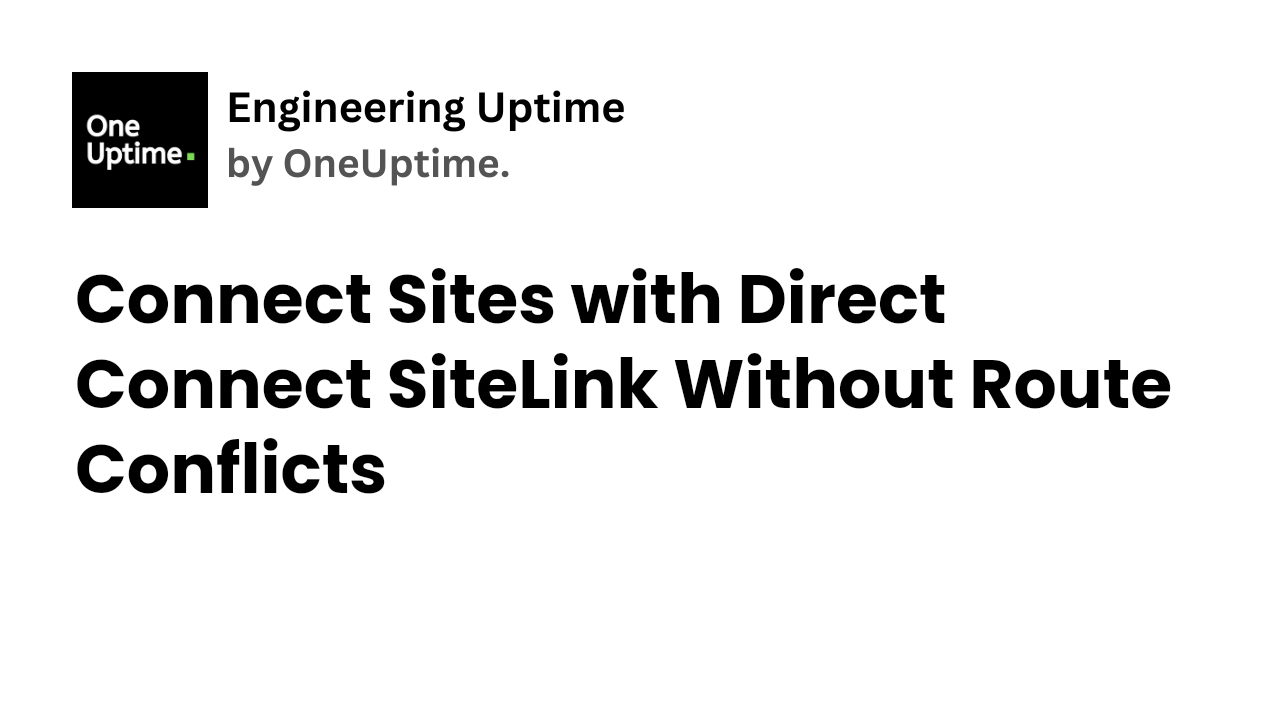 One
Uptime
Engineering Uptime
by OneUptime.
Connect Sites with Direct
Connect SiteLink Without Route
Conflicts